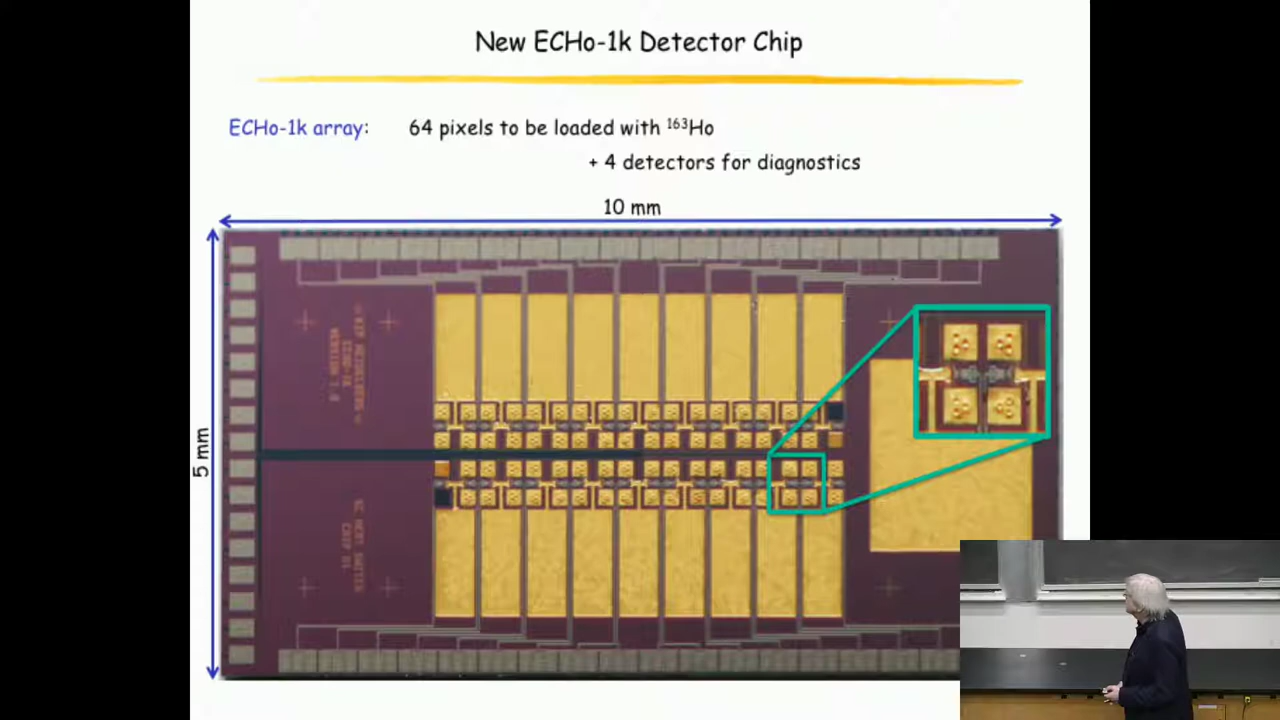 New ECHo-1k Detector Chip
ECHo-1k array: 64 pixels to be loaded with ¹⁶³Ho
+ 4 detectors for diagnostics
10 mm
5 mm